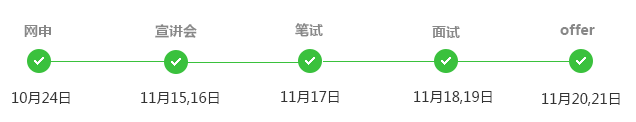 网申 宣讲会 笔试 面试 offer
10月24日 11月15,16日 11月17日 11月18,19日 11月20,21日